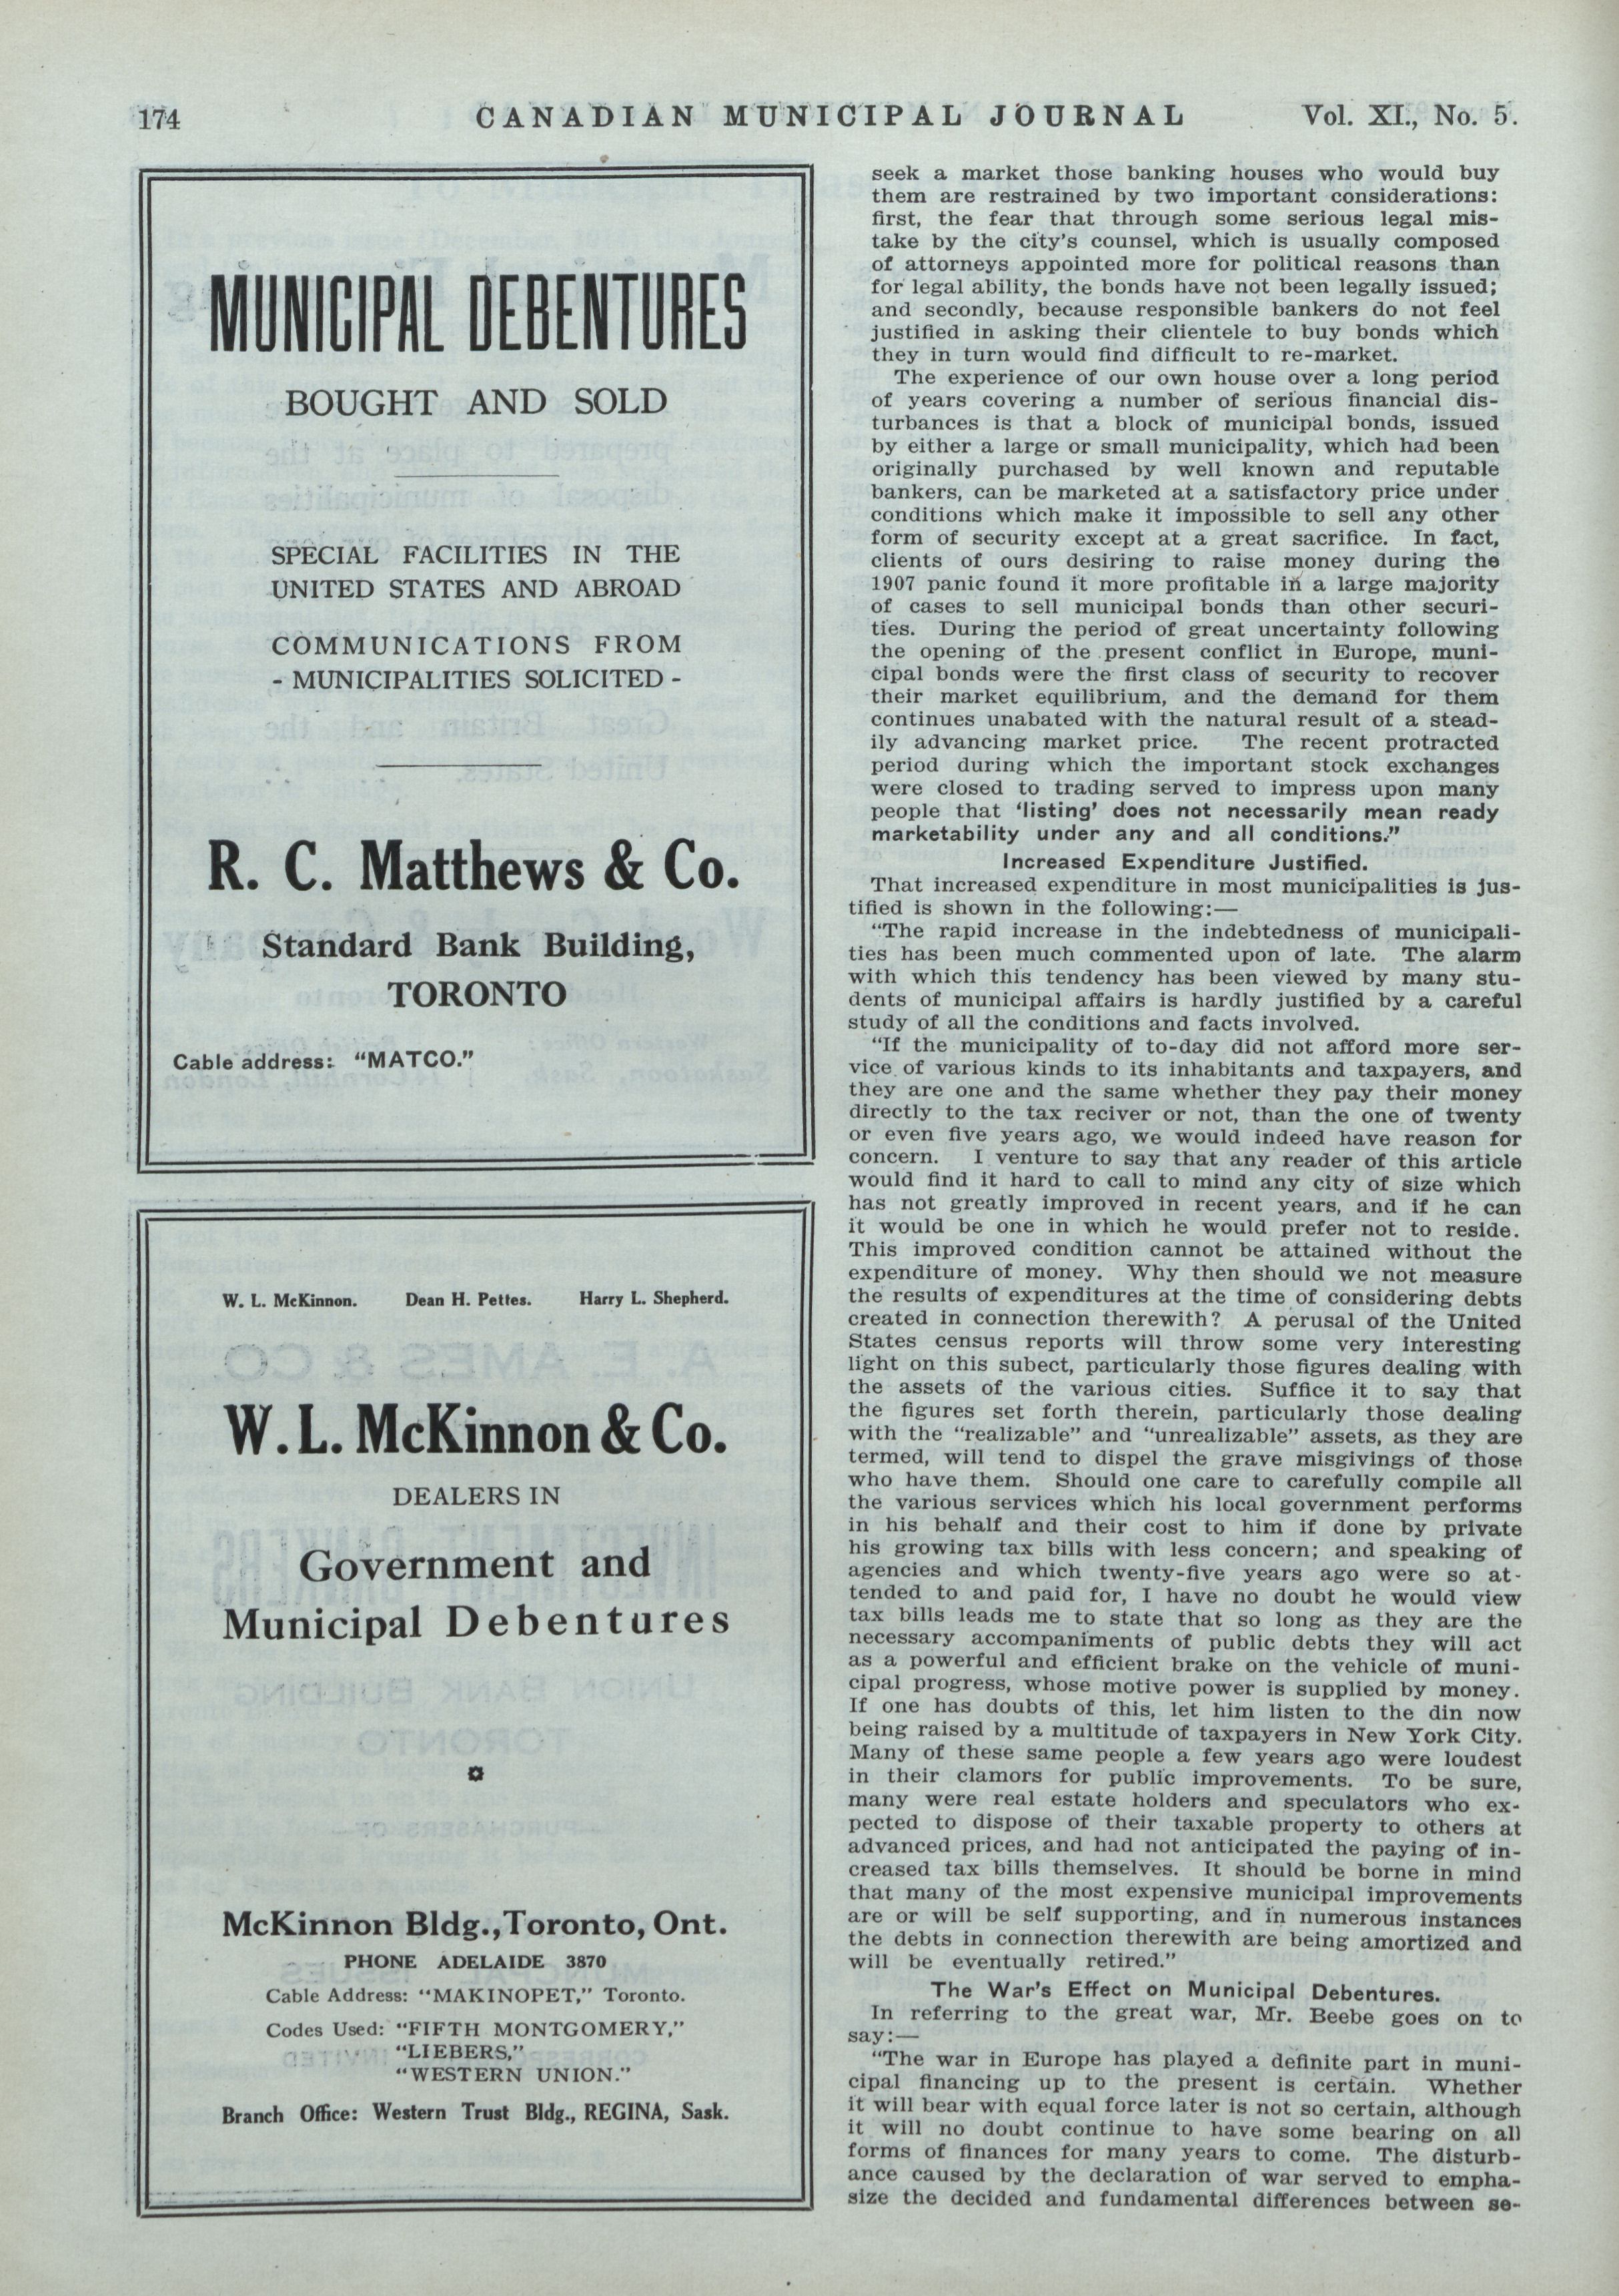 174 CANADIAN MUNICIPAL JOURNAL Vol. XI., No. 5.
MUNICIPAL DEBENTURES
BOUGHT AND SOLD
SPECIAL FACILITIES IN THE
UNITED STATES AND ABROAD
COMMUNICATIONS FROM
- MUNICIPALITIES SOLICITED -
R. C. Matthews & Co.
Standard Bank Building,
TORONTO
Cable address: “MATCO.”
W. L. McKinnon. Dean H. Pettes. Harry L. Shepherd.
W. L. McKinnon & Co.
DEALERS IN
Government and
Municipal Debentures
McKinnon Bldg., Toronto, Ont.
PHONE ADELAIDE 3870
Cable Address: “MAKINOPET,” Toronto.
Codes Used: “FIFTH MONTGOMERY,”
“LIEBERS,”
“WESTERN UNION.”
Branch Office: Western Trust Bldg., REGINA, Sask.
seek a market those banking houses who would buy
them are restrained by two important considerations:
first, the fear that through some serious legal mis-
take by the city's counsel, which is usually composed
of attorneys appointed more for political reasons than
for legal ability, the bonds have not been legally issued;
and secondly, because responsible bankers do not feel
justified in asking their clientele to buy bonds which
they in turn would find difficult to re-market.
The experience of our own house over a long period
of years covering a number of serious financial dis-
turbances is that a block of municipal bonds, issued
by either a large or small municipality, which had been
originally purchased by well known and reputable
bankers, can be marketed at a satisfactory price under
conditions which make it impossible to sell any other
form of security except at a great sacrifice. In fact,
clients of ours desiring to raise money during the
1907 panic found it more profitable in a large majority
of cases to sell municipal bonds than other securi-
ties. During the period of great uncertainty following
the opening of the present conflict in Europe, muni-
cipal bonds were the first class of security to recover
their market equilibrium, and the demand for them
continues unabated with the natural result of a stead-
ily advancing market price. The recent protracted
period during which the important stock exchanges
were closed to trading served to impress upon many
people that ‘listing’ does not necessarily mean ready
marketability under any and all conditions.”
Increased Expenditure Justified.
That increased expenditure in most municipalities is jus-
tified is shown in the following:—
“The rapid increase in the indebtedness of municipali-
ties has been much commented upon of late. The alarm
with which this tendency has been viewed by many stu-
dents of municipal affairs is hardly justified by a careful
study of all the conditions and facts involved.
“If the municipality of to-day did not afford more ser-
vice of various kinds to its inhabitants and taxpayers, and
they are one and the same whether they pay their money
directly to the tax reciver or not, than the one of twenty
or even five years ago, we would indeed have reason for
concern. I venture to say that any reader of this article
would find it hard to call to mind any city of size which
has not greatly improved in recent years, and if he can
it would be one in which he would prefer not to reside.
This improved condition cannot be attained without the
expenditure of money. Why then should we not measure
the results of expenditures at the time of considering debts
created in connection therewith? A perusal of the United
States census reports will throw some very interesting
light on this subect, particularly those figures dealing with
the assets of the various cities. Suffice it to say that
the figures set forth therein, particularly those dealing
with the “realizable” and “unrealizable” assets, as they are
termed, will tend to dispel the grave misgivings of those
who have them. Should one care to carefully compile all
the various services which his local government performs
in his behalf and their cost to him if done by private
his growing tax bills with less concern; and speaking of
agencies and which twenty-five years ago were so at-
tended to and paid for, I have no doubt he would view
tax bills leads me to state that so long as they are the
necessary accompaniments of public debts they will act
as a powerful and efficient brake on the vehicle of muni-
cipal progress, whose motive power is supplied by money.
If one has doubts of this, let him listen to the din now
being raised by a multitude of taxpayers in New York City.
Many of these same people a few years ago were loudest
in their clamors for public improvements. To be sure,
many were real estate holders and speculators who ex-
pected to dispose of their taxable property to others at
advanced prices, and had not anticipated the paying of in-
creased tax bills themselves. It should be borne in mind
that many of the most expensive municipal improvements
are or will be self supporting, and in numerous instances
the debts in connection therewith are being amortized and
will be eventually retired.”
The War's Effect on Municipal Debentures.
In referring to the great war, Mr. Beebe goes on to
say:—
“The war in Europe has played a definite part in muni-
cipal financing up to the present is certain. Whether
it will bear with equal force later is not so certain, although
it will no doubt continue to have some bearing on all
forms of finances for many years to come. The disturb-
ance caused by the declaration of war served to empha-
size the decided and fundamental differences between se-